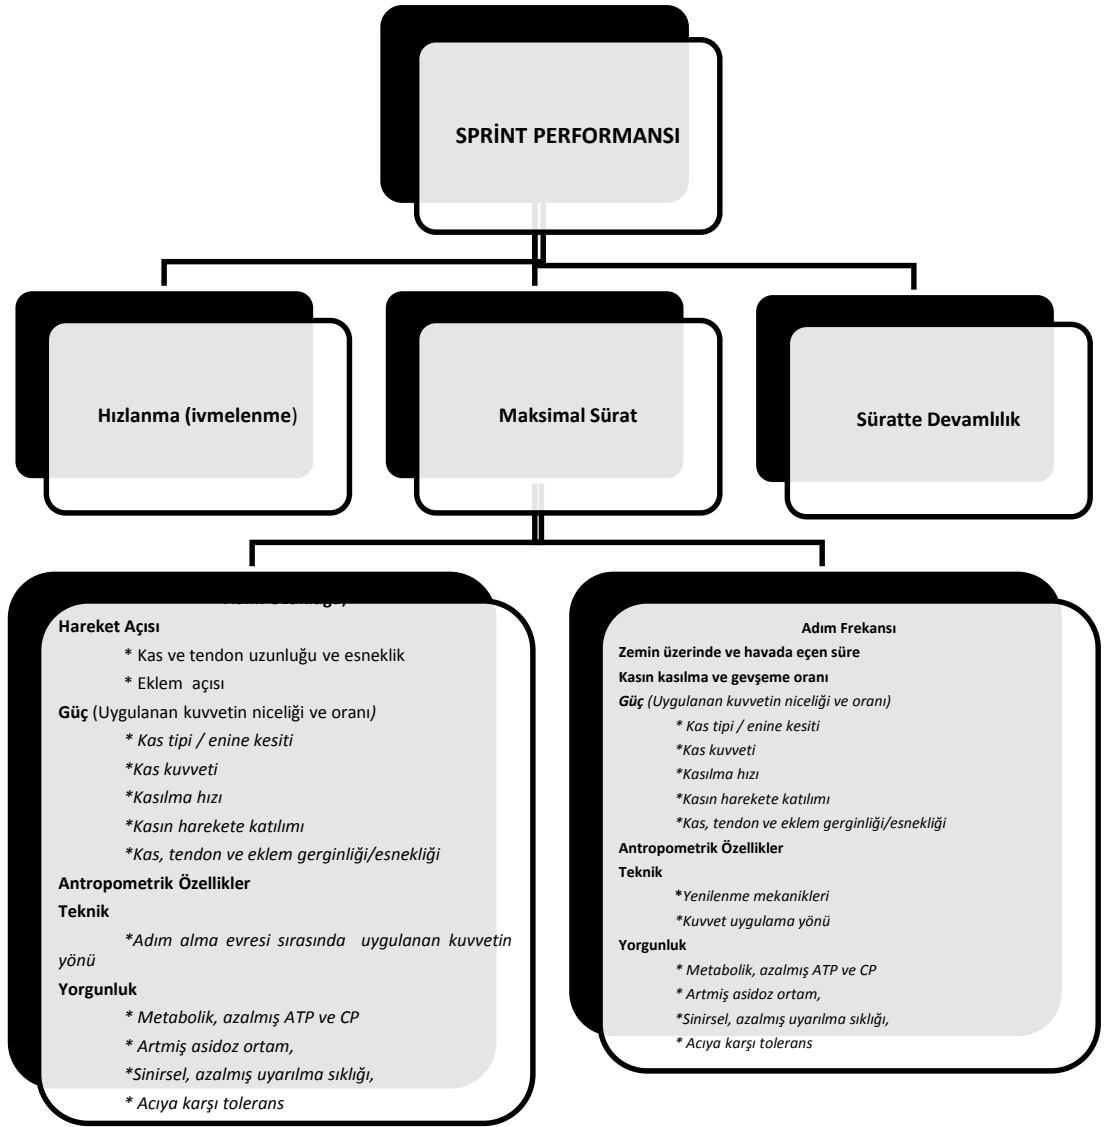 SPRİNT PERFORMANSI
Hızlanma (ivmelenme)
Maksimal Sürat
Süratte Devamlılık
Hareket Açısı
* Kas ve tendon uzunluğu ve esneklik
* Eklem açısı
Güç (Uygulanan kuvvetin niceliği ve oranı)
* Kas tipi / enine kesiti
*Kas kuvveti
*Kasılma hızı
*Kasın harekete katılımı
*Kas, tendon ve eklem gerginliği/esnekliği
Antropometrik Özellikler
Teknik
*Adım alma evresi sırasında uygulanan kuvvetin
yönü
Yorgunluk
* Metabolik, azalmış ATP ve CP
* Artmiş asidoz ortam,
*Sinirsel, azalmış uyarılma sıklığı,
* Acıya karşı tolerans
Adım Frekansı
Zemin üzerinde ve havada eçen süre
Kasın kasılma ve gevşeme oranı
Güç (Uygulanan kuvvetin niceliği ve oranı)
* Kas tipi / enine kesiti
*Kas kuvveti
*Kasılma hızı
*Kasın harekete katılımı
*Kas, tendon ve eklem gerginliği/esnekliği
Antropometrik Özellikler
Teknik
*Yenilenme mekanikleri
*Kuvvet uygulama yönü
Yorgunluk
* Metabolik, azalmış ATP ve CP
* Artmiş asidoz ortam,
*Sinirsel, azalmış uyarılma sıklığı,
* Acıya karşı tolerans